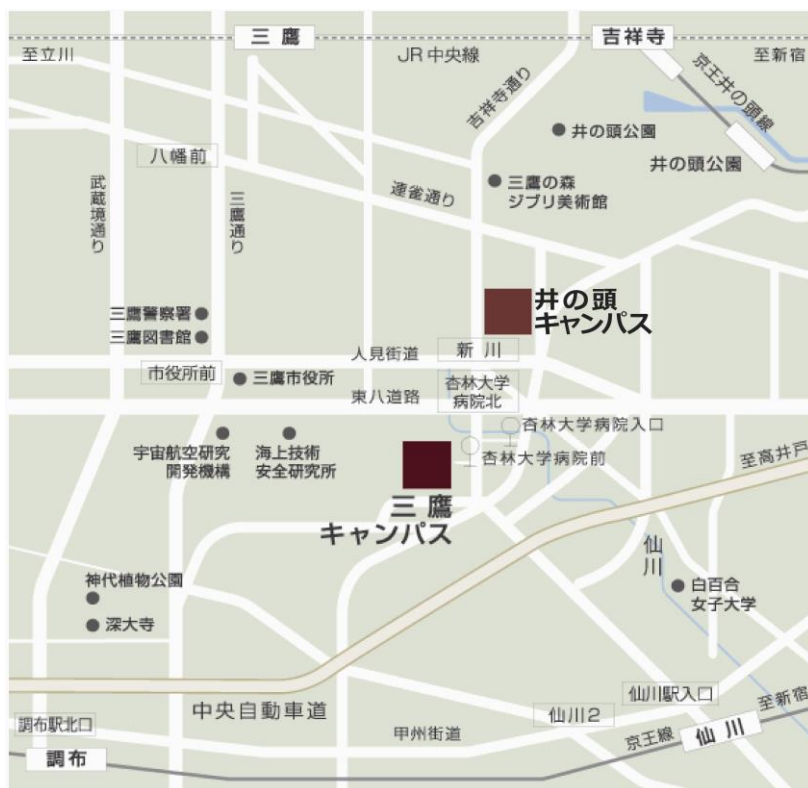 三鷹
吉祥寺
至立川
JR中央線
至新宿
吉祥寺通り
京王井の頭線
井の頭公園
井の頭公園
八幡前
三鷹の森
ジブリ美術館
連雀通り
武蔵境通り
三鷹通り
井の頭
キャンパス
三鷹警察署
三鷹図書館
人見街道
新川
市役所前
三鷹市役所
東八道路
杏林大学
病院北
杏林大学病院入口
宇宙航空研究
開発機構
海上技術
安全研究所
杏林大学病院前
至高井戸
三鷹
キャンパス
仙川
神代植物公園
白百合
女子大学
深大寺
中央自動車道
仙川駅入口
仙川2
至新宿
調布駅北口
甲州街道
京王線
仙川
調布